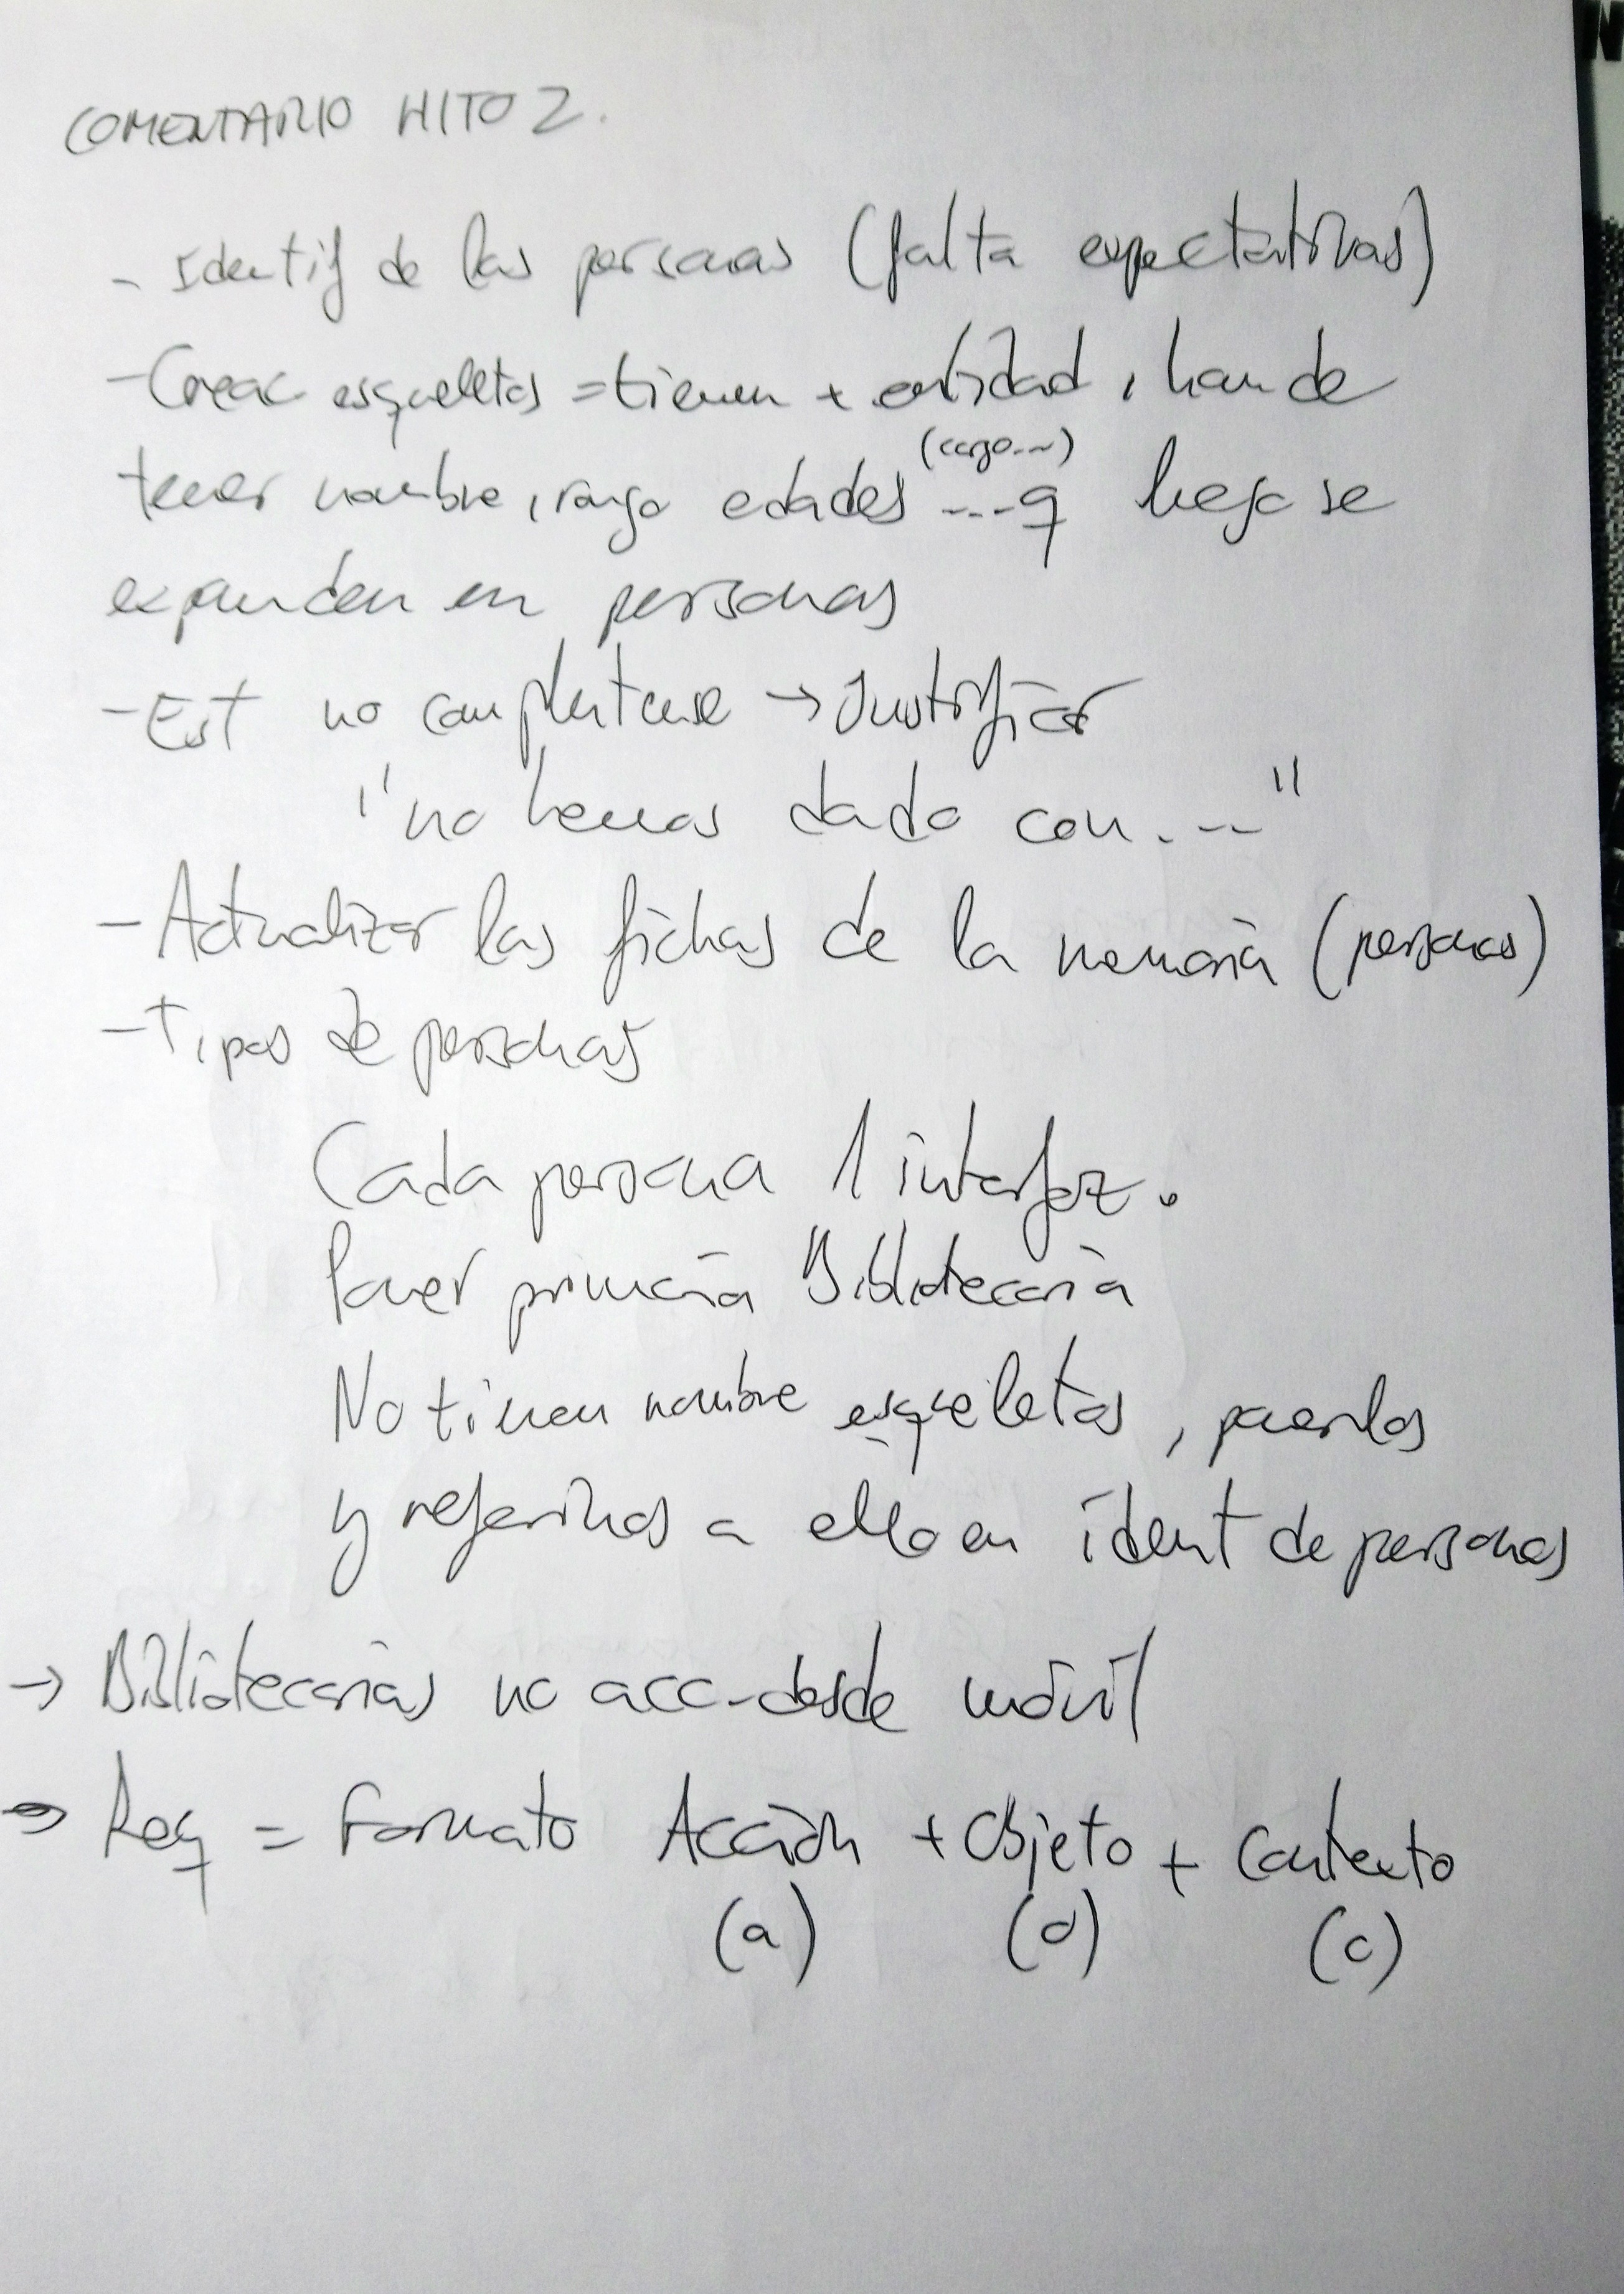 COMENTARIO HITO 2.
- Identif de las personas (falta expectativas)
- Crear esqueletos = tienen + entidad, han de
(cargo...)
tener nombre, rango edades ... q luego se
expanden en personas
- Est no complutense → Justificar
"no hemos dado con..."
- Actualizar las fichas de la memoria (personas)
- Tipos de personas
Cada persona 1 interfaz.
Poner primaria Bibliotecaria
No tienen nombre esqueletos, ponerlos
y referirnos a ello en ident de personas
→ Bibliotecarias no acc-desde móvil
⇒ Req = Formato Acción + Objeto + Contexto
(a) (o) (c)